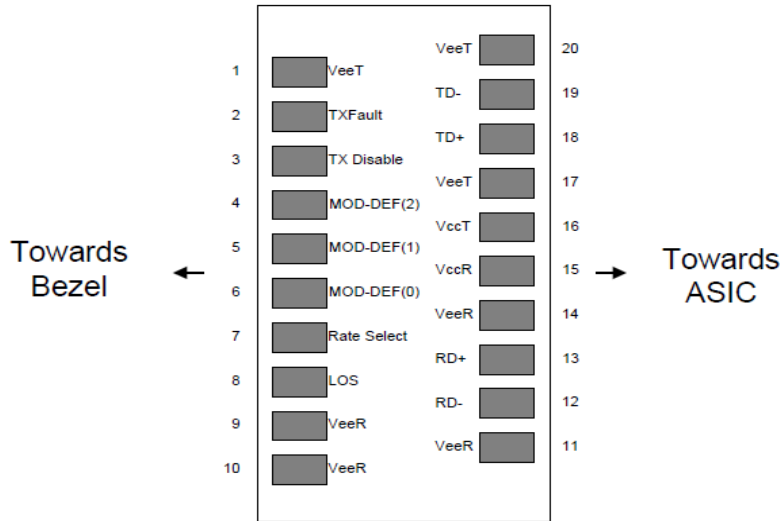 VeeT 20
1 VeeT
TD- 19
2 TXFault
TD+ 18
3 TX Disable
VeeT 17
4 MOD-DEF(2)
VccT 16
5 MOD-DEF(1)
Towards
Bezel
VccR 15
Towards
ASIC
6 MOD-DEF(0)
VeeR 14
7 Rate Select
RD+ 13
8 LOS
RD- 12
9 VeeR
VeeR 11
10 VeeR